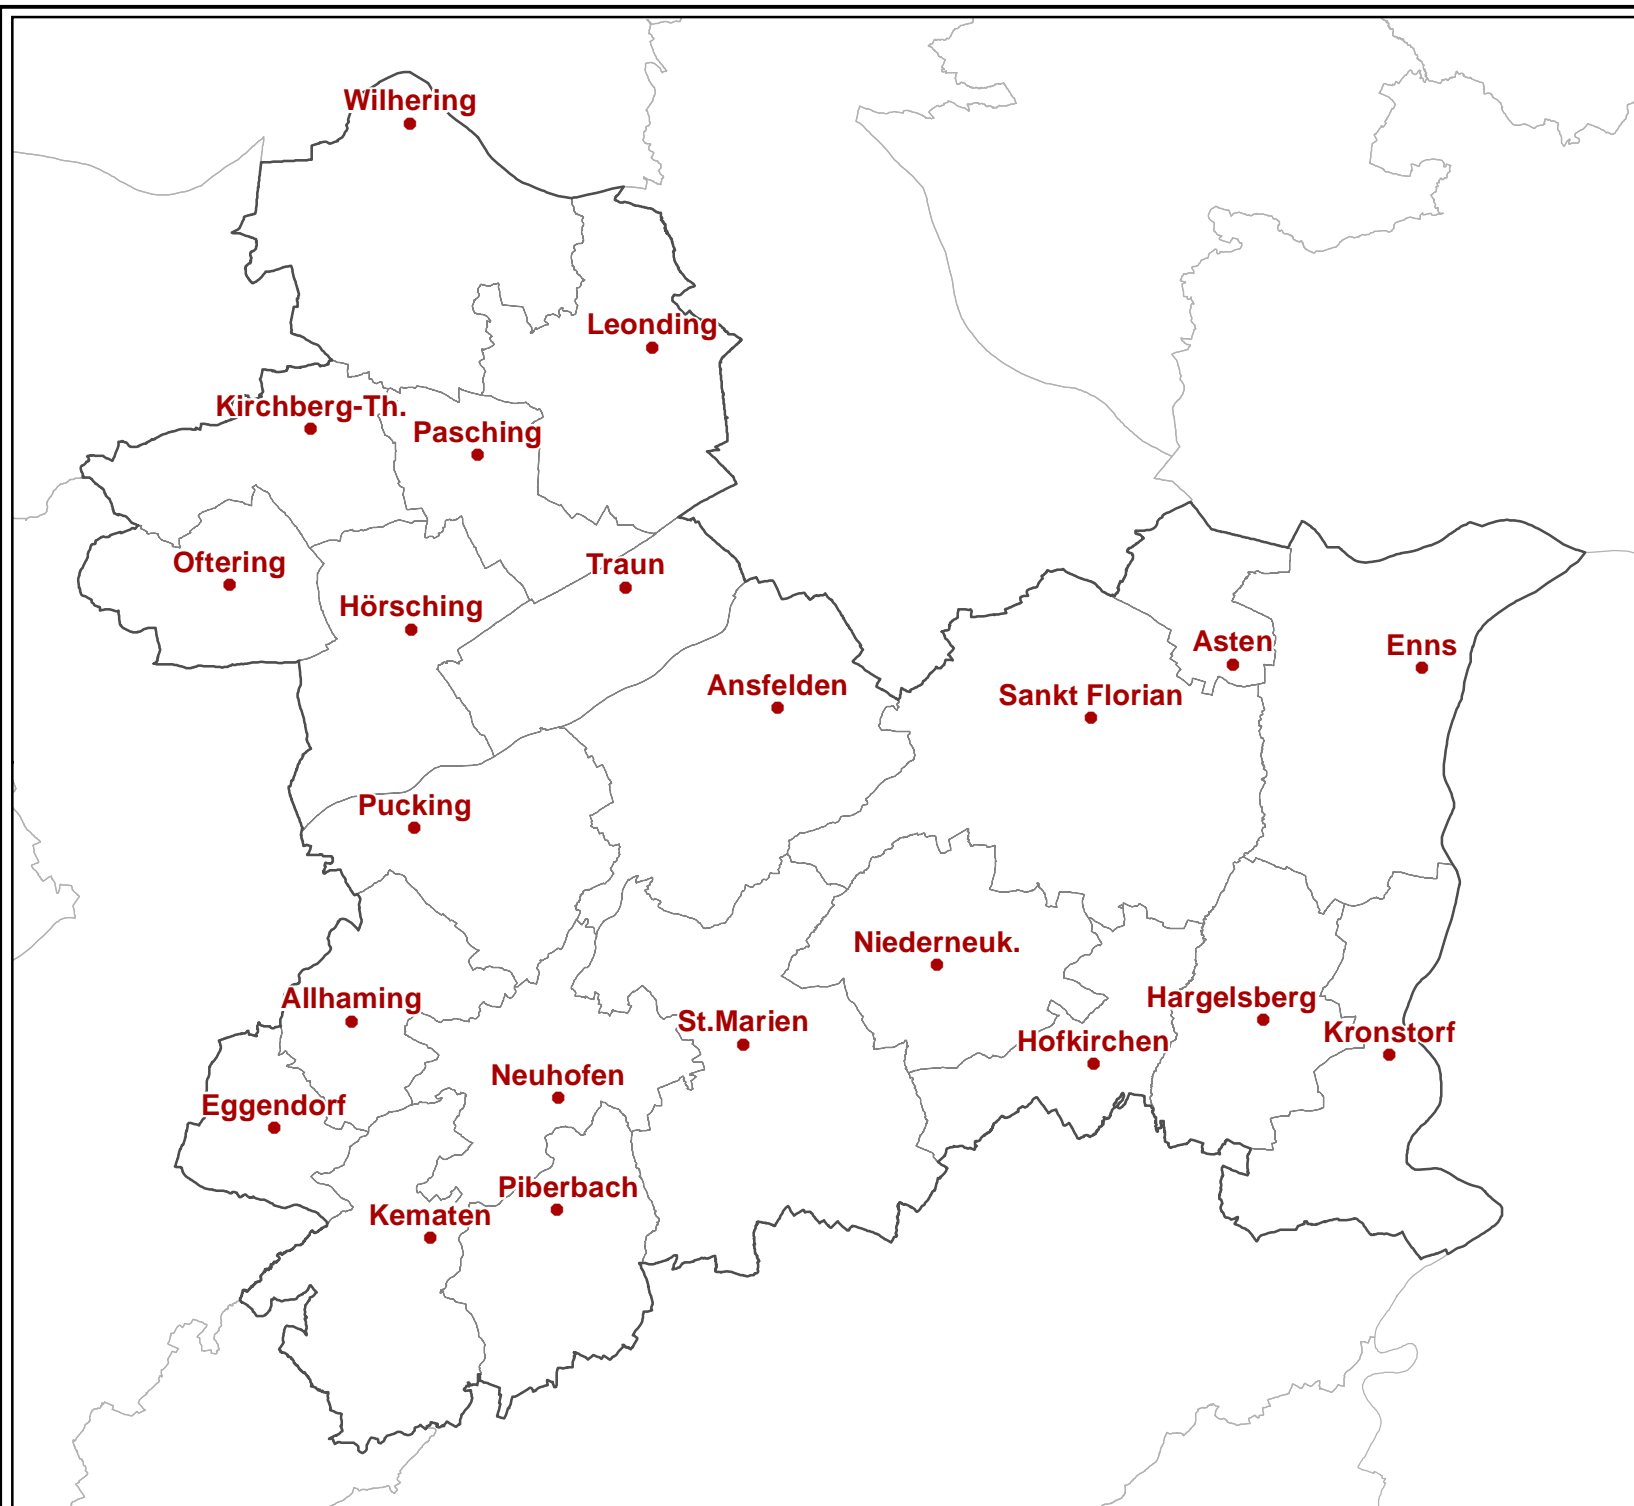 Wilhering
Leonding
Kirchberg-Th.
Pasching
Oftering
Traun
Hörsching
Asten
Enns
Ansfelden
Sankt Florian
Pucking
Niederneuk.
Allhaming
Hargelsberg
St.Marien
Kronstorf
Hofkirchen
Neuhofen
Eggendorf
Piberbach
Kematen